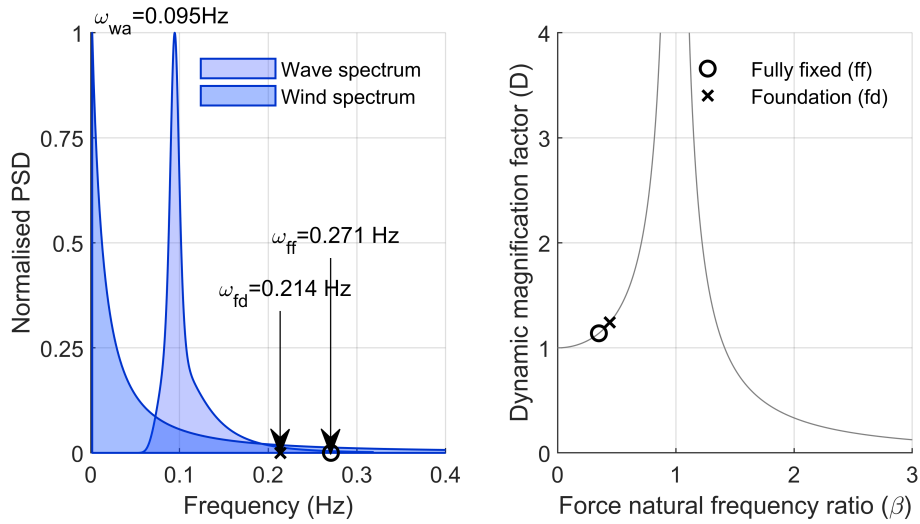 ω_wa=0.095Hz
Wave spectrum
Wind spectrum
ω_ff=0.271 Hz
ω_fd=0.214 Hz
1
0.75
0.5
0.25
0
0 0.1 0.2 0.3 0.4
Normalised PSD
Frequency (Hz)
Fully fixed (ff)
Foundation (fd)
4
3
2
1
0
0 1 2 3
Dynamic magnification factor (D)
Force natural frequency ratio (β)